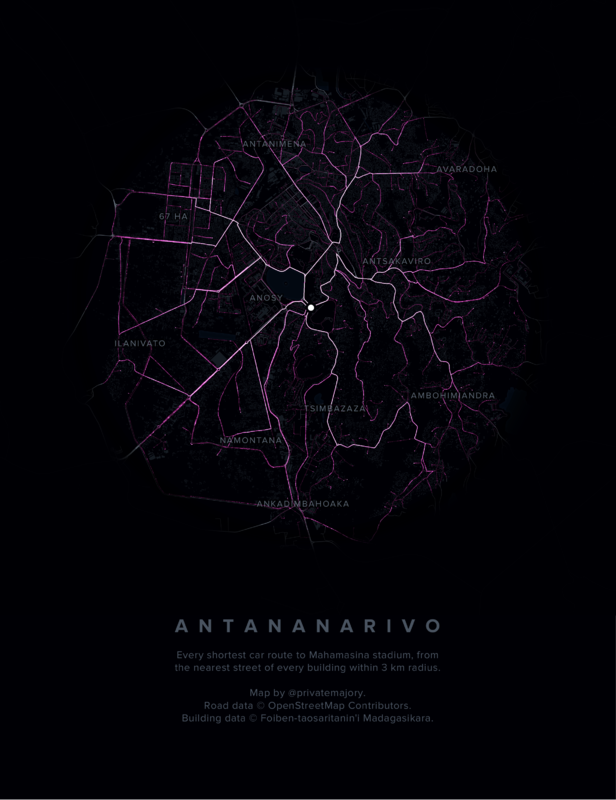 ANTANIMENA
AVARADOHA
67 HA
ANTSAKAVIRO
ANOSY
ILANIVATO
AMBOHIMIANDRA
TSIMBAZAZA
NAMONTANA
ANKADIMBAHOAKA
ANTANANARIVO
Every shortest car route to Mahamasina stadium, from
the nearest street of every building within 3 km radius.
Map by @privatemajory.
Road data © OpenStreetMap Contributors.
Building data © Foiben-taosaritanin'i Madagasikara.